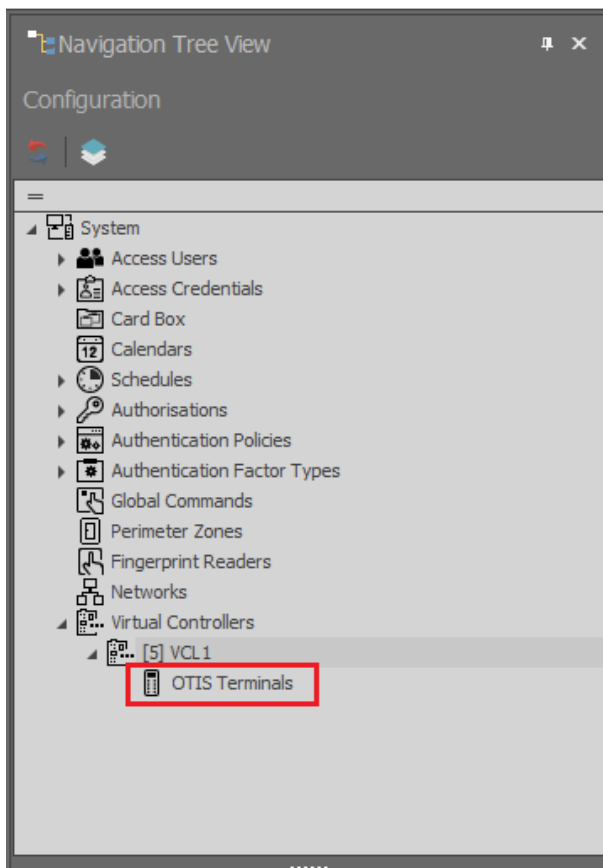 Navigation Tree View
Configuration
System
Access Users
Access Credentials
Card Box
12 Calendars
Schedules
Authorisations
Authentication Policies
Authentication Factor Types
Global Commands
Perimeter Zones
Fingerprint Readers
Networks
Virtual Controllers
[5] VCL1
OTIS Terminals